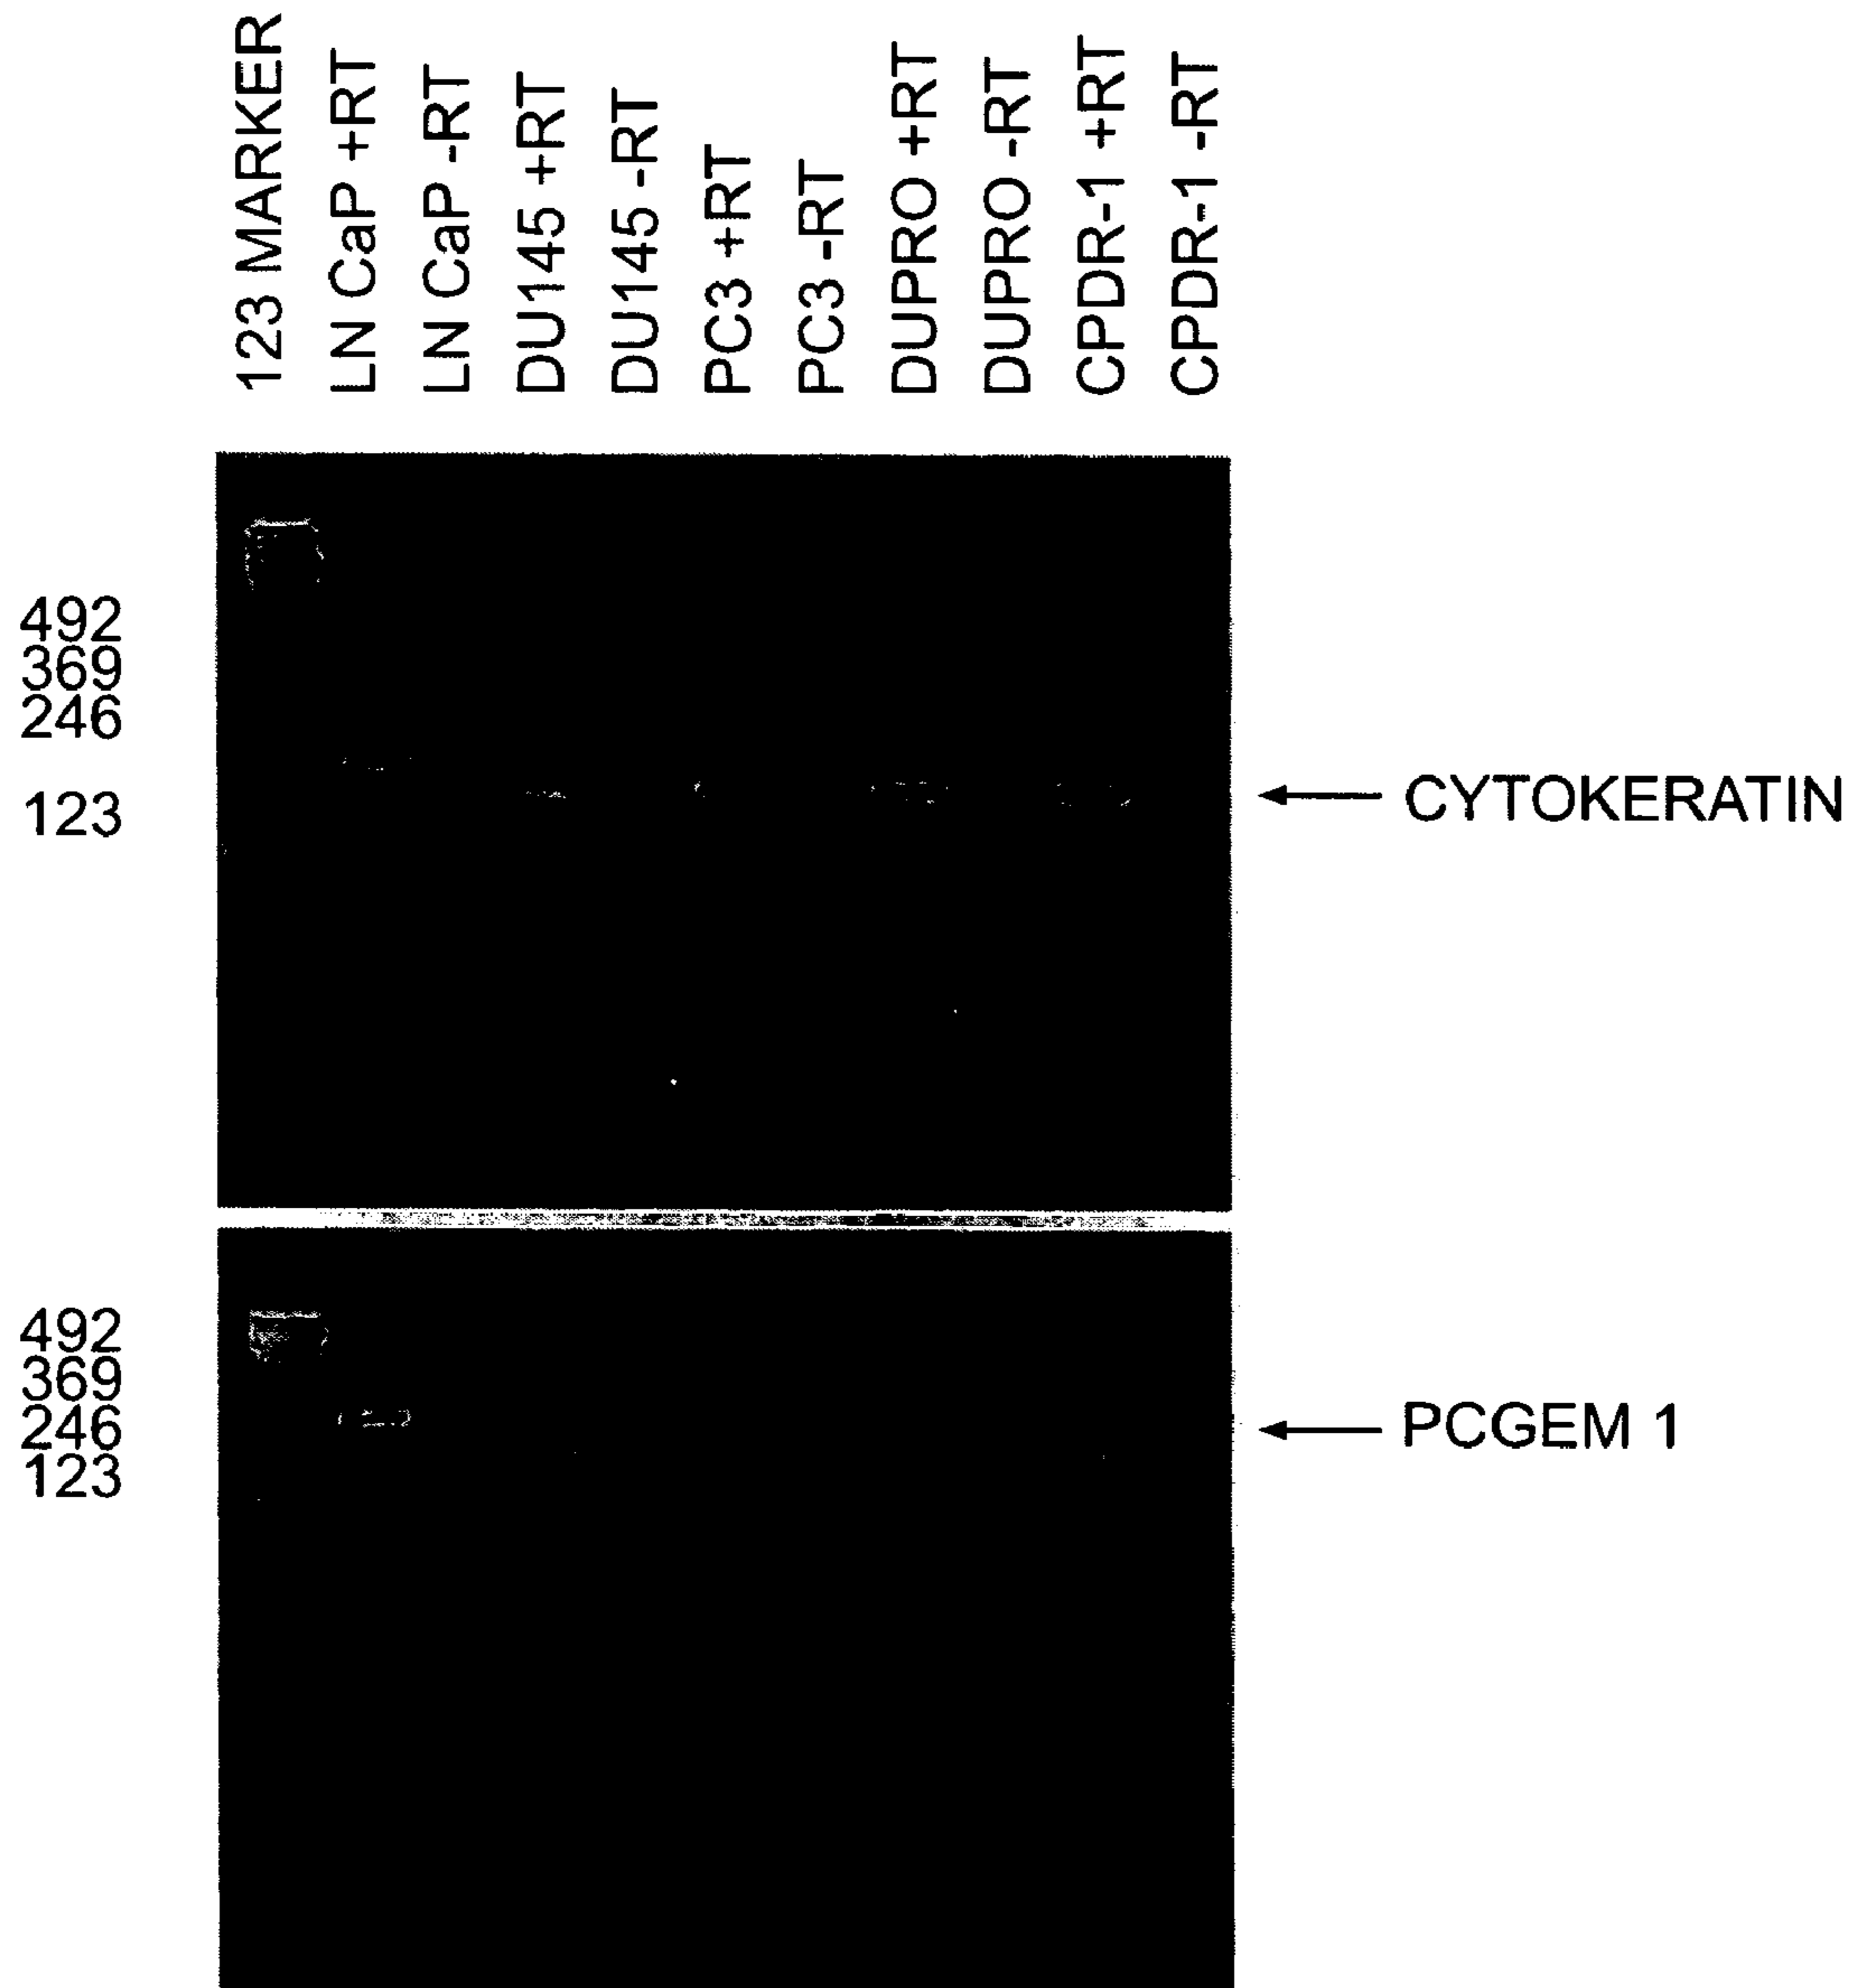 123 MARKER
LN CaP +RT
LN CaP -RT
DU145 +RT
DU145 -RT
PC3 +RT
PC3 -RT
DUPRO +RT
DUPRO -RT
CPDR-1 +RT
CPDR-1 -RT
492
369
246
123
CYTOKERATIN
492
369
246
123
PCGEM 1